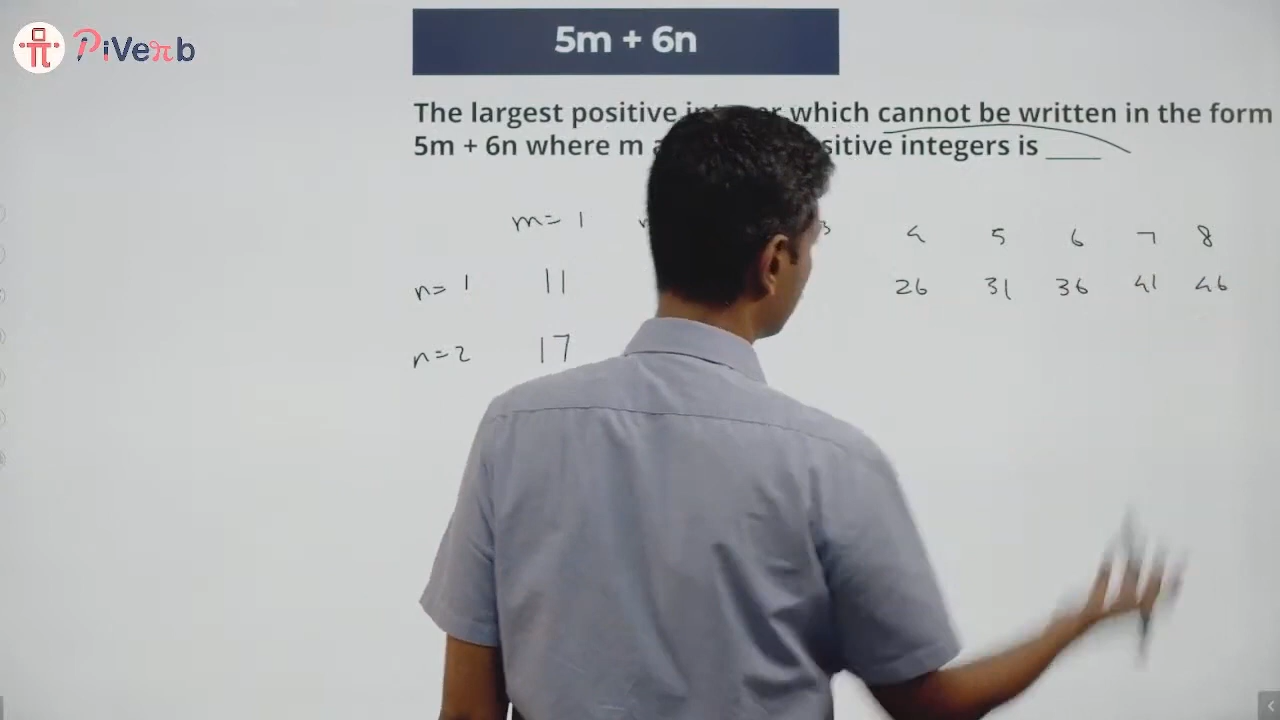 PiVerb
5m + 6n
The largest positive which cannot be written in the form
5m + 6n where m integers is ____
m= 1 3 4 5 6 7 8
n= 1 11 26 31 36 41 46
n=2 17